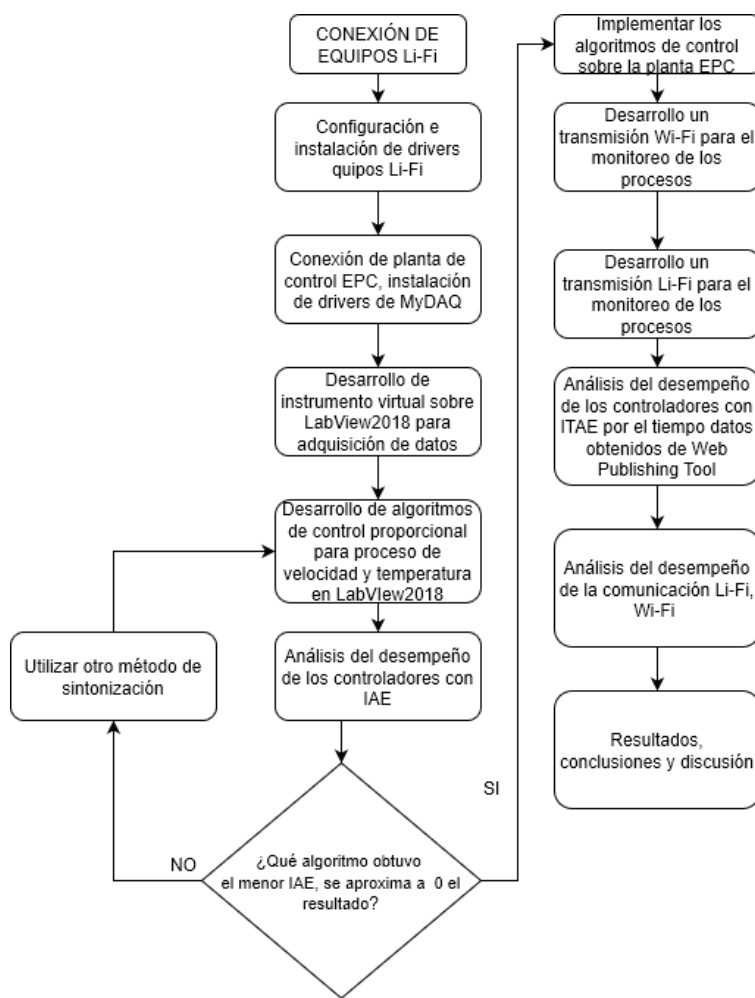 CONEXIÓN DE
EQUIPOS Li-Fi
Configuración e
instalación de drivers
quipos Li-Fi
Conexión de planta de
control EPC, instalación
de drivers de MyDAQ
Desarrollo de
instrumento virtual sobre
LabView2018 para
adquisición de datos
Desarrollo de algoritmos
de control proporcional
para proceso de
velocidad y temperatura
en LabVIew2018
Utilizar otro método de
sintonización
Análisis del desempeño
de los controladores con
IAE
¿Qué algoritmo obtuvo
el menor IAE, se aproxima a 0 el
resultado?
NO
SI
Implementar los
algoritmos de control
sobre la planta EPC
Desarrollo un
transmisión Wi-Fi para el
monitoreo de los
procesos
Desarrollo un
transmisión Li-Fi para el
monitoreo de los
procesos
Análisis del desempeño
de los controladores con
ITAE por el tiempo datos
obtenidos de Web
Publishing Tool
Análisis del desempeño
de la comunicación Li-Fi,
Wi-Fi
Resultados,
conclusiones y discusión